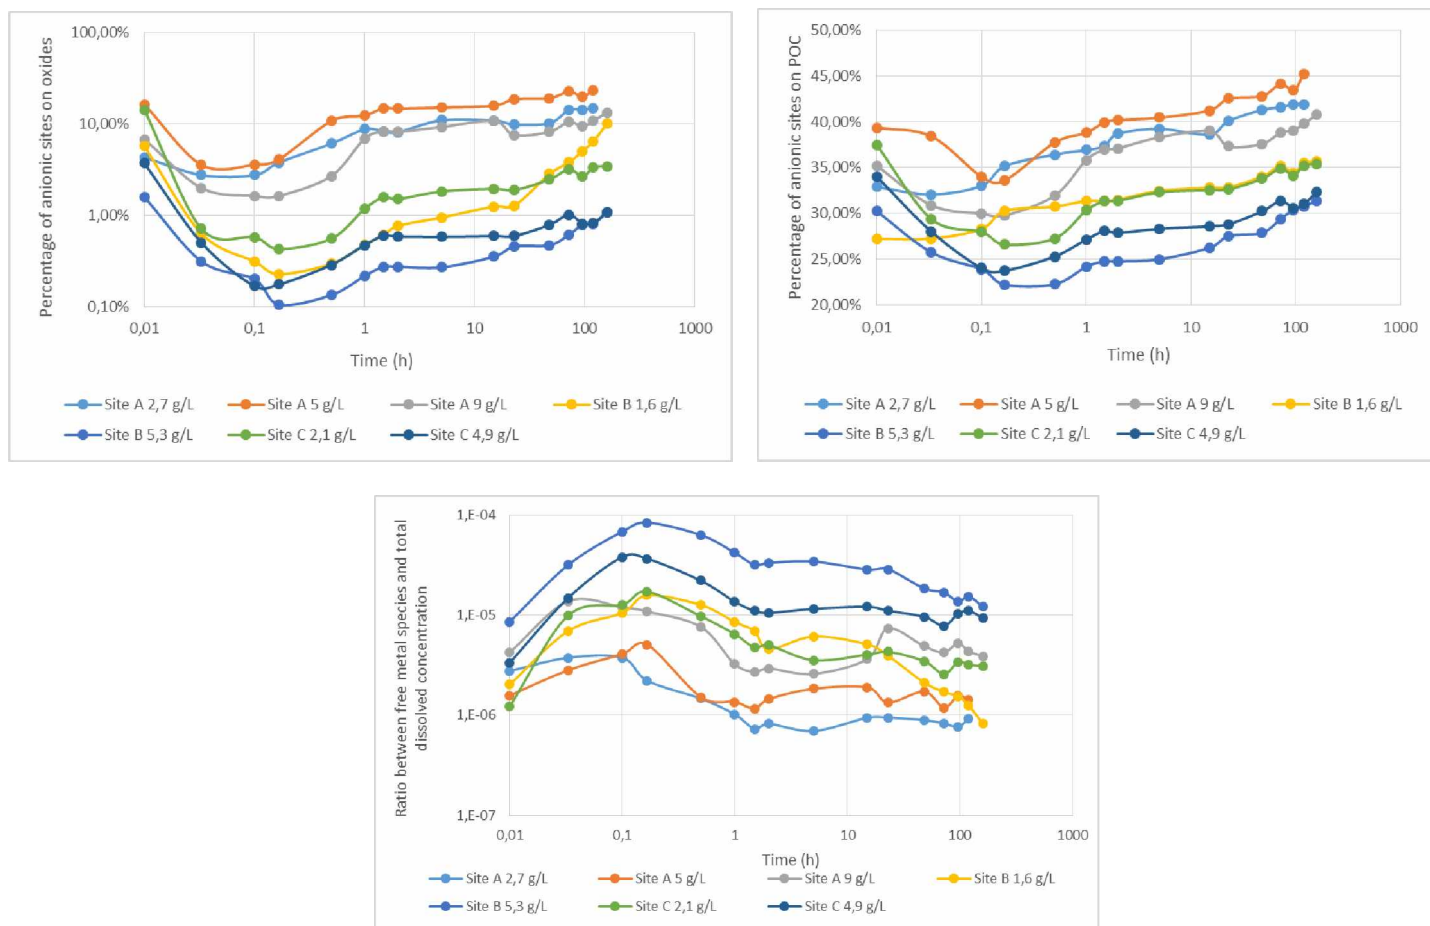 Percentage of anionic sites on oxides
100,00%
10,00%
1,00%
0,10%
0,01
0,1
1
10
100
1000
Time (h)
Site A 2,7 g/L
Site A 5 g/L
Site A 9 g/L
Site B 1,6 g/L
Site B 5,3 g/L
Site C 2,1 g/L
Site C 4,9 g/L
Percentage of anionic sites on POC
50,00%
45,00%
40,00%
35,00%
30,00%
25,00%
20,00%
0,01
0,1
1
10
100
1000
Time (h)
Site A 2,7 g/L
Site A 5 g/L
Site A 9 g/L
Site B 1,6 g/L
Site B 5,3 g/L
Site C 2,1 g/L
Site C 4,9 g/L
Ratio between free metal species and total
dissolved concentration
1,E-04
1,E-05
1,E-06
1,E-07
0,01
0,1
1
10
100
1000
Time (h)
Site A 2,7 g/L
Site A 5 g/L
Site A 9 g/L
Site B 1,6 g/L
Site B 5,3 g/L
Site C 2,1 g/L
Site C 4,9 g/L